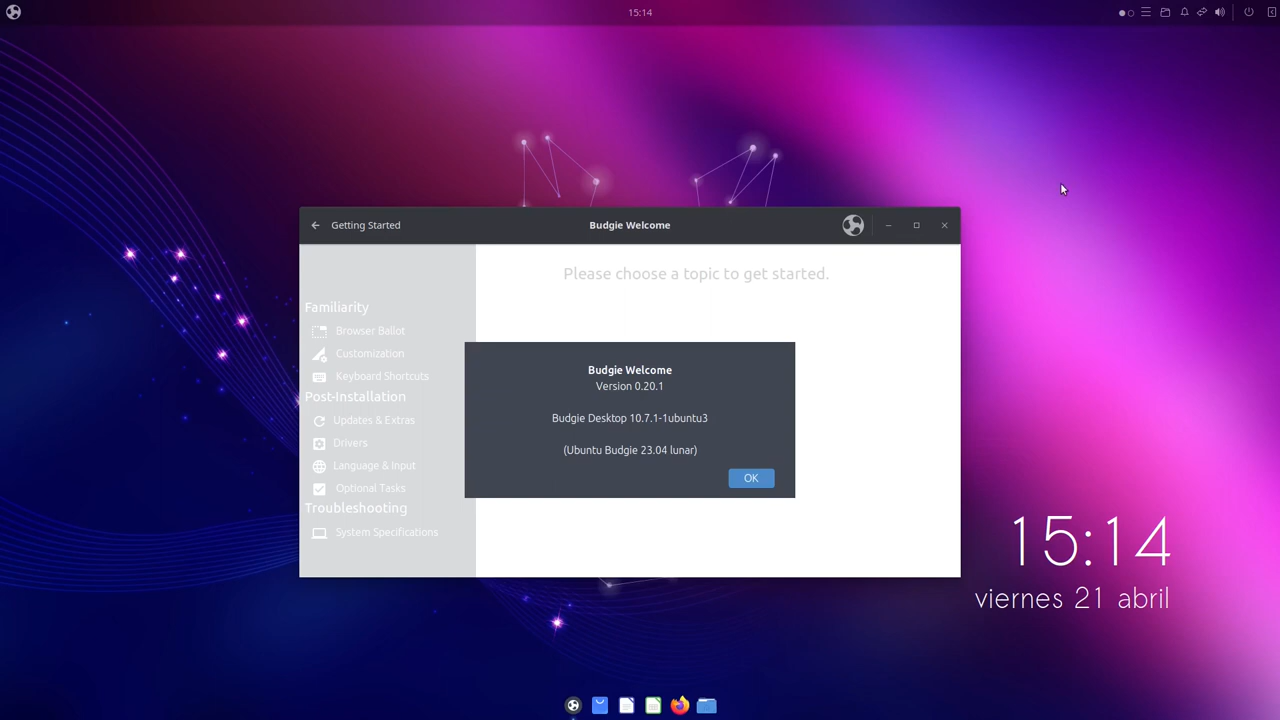 15:14
Getting Started
Budgie Welcome
Please choose a topic to get started.
Familiarity
Browser Ballot
Customization
Keyboard Shortcuts
Post-Installation
Updates & Extras
Drivers
Language & Input
Optional Tasks
Troubleshooting
System Specifications
Budgie Welcome
Version 0.20.1
Budgie Desktop 10.7.1-1ubuntu3
(Ubuntu Budgie 23.04 lunar)
OK
15:14
viernes 21 abril